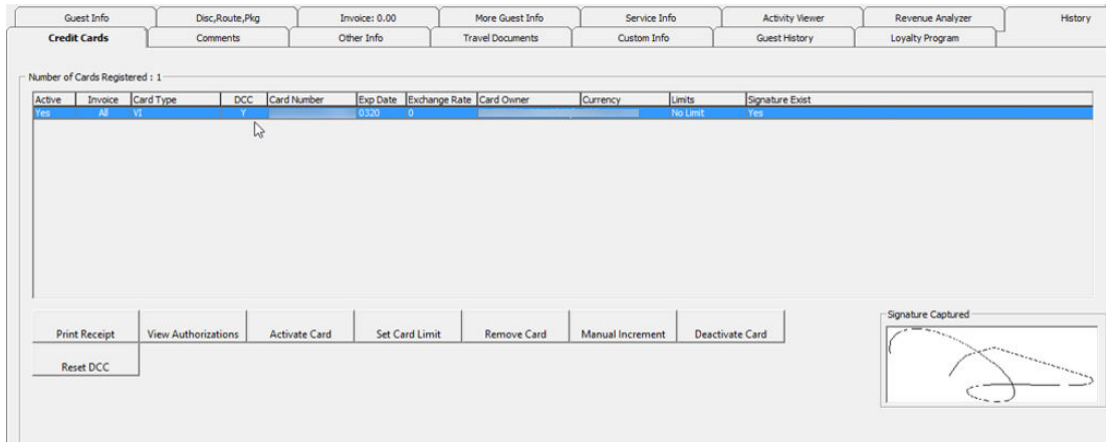 Guest Info Disc,Route,Pkg Invoice: 0.00 More Guest Info Service Info Activity Viewer Revenue Analyzer History
Credit Cards Comments Other Info Travel Documents Custom Info Guest History Loyalty Program
Number of Cards Registered : 1
Active Invoice Card Type DCC Card Number Exp Date Exchange Rate Card Owner Currency Limits Signature Exist
Yes All VI Y 0320 0 No Limit Yes
Print Receipt View Authorizations Activate Card Set Card Limit Remove Card Manual Increment Deactivate Card
Reset DCC
Signature Captured